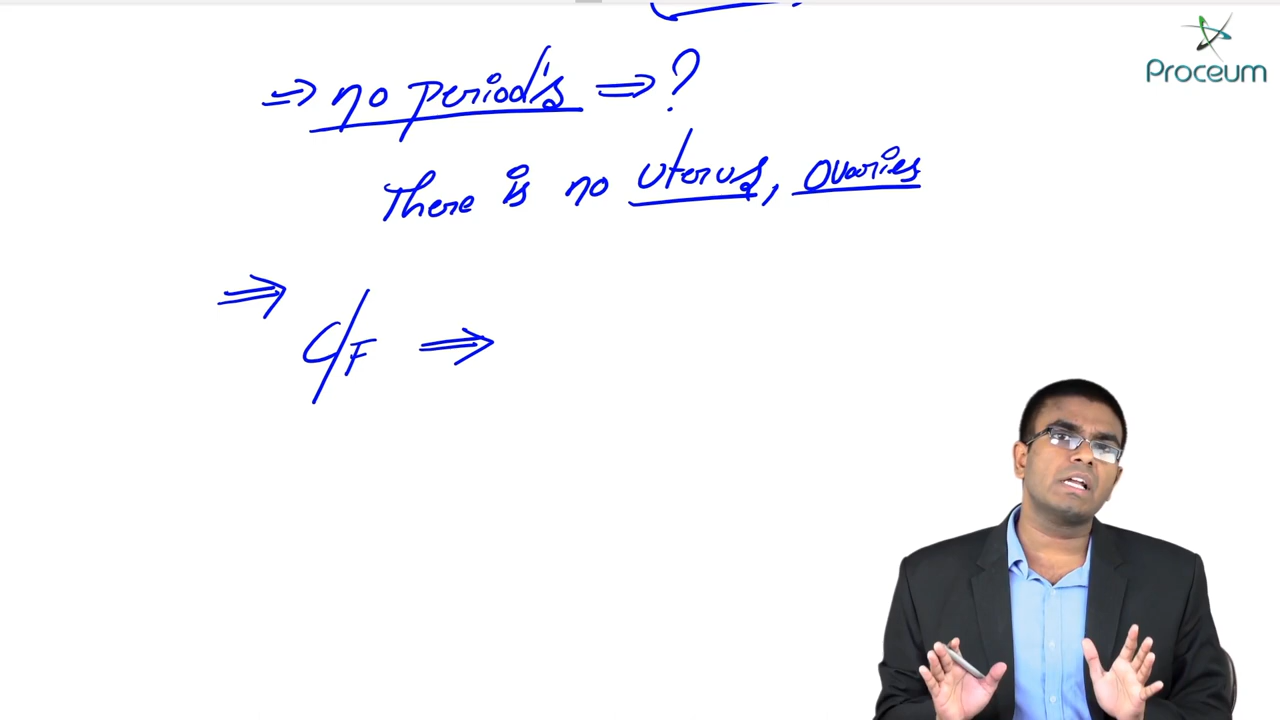 Proceum
⇒ no period's ⇒ ?
There is no uterus, ovaries
⇒
C/F ⇒